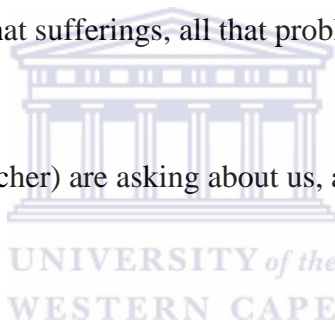 hat sufferings, all that probl
cher) are asking about us, a
UNIVERSITY of the
WESTERN CAPE